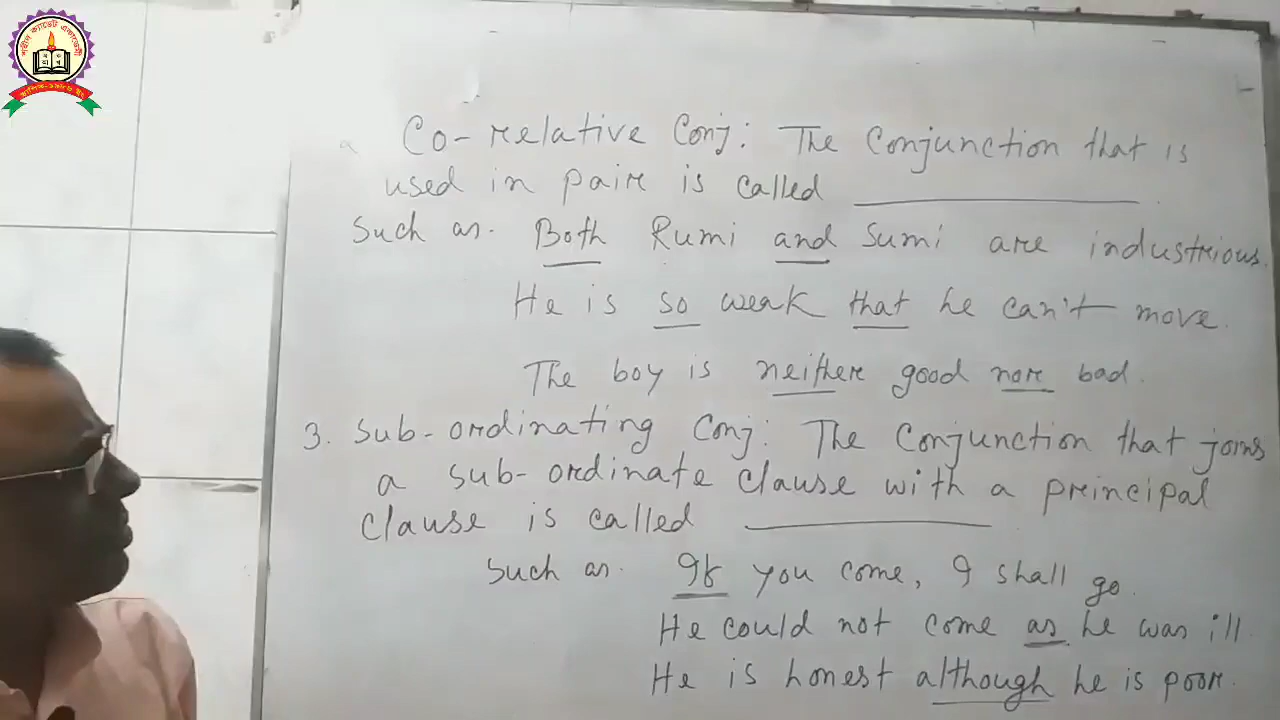 Co-relative Conj: The Conjunction that is
used in pair is called __________.
Such as. Both Rumi and Sumi are industrious.
He is so weak that he can't move.
The boy is neither good nor bad.
3. Sub-ordinating Conj: The Conjunction that joins
a sub-ordinate clause with a principal
clause is called __________
Such as. If you come, I shall go.
He could not come as he was ill.
He is honest although he is poor.